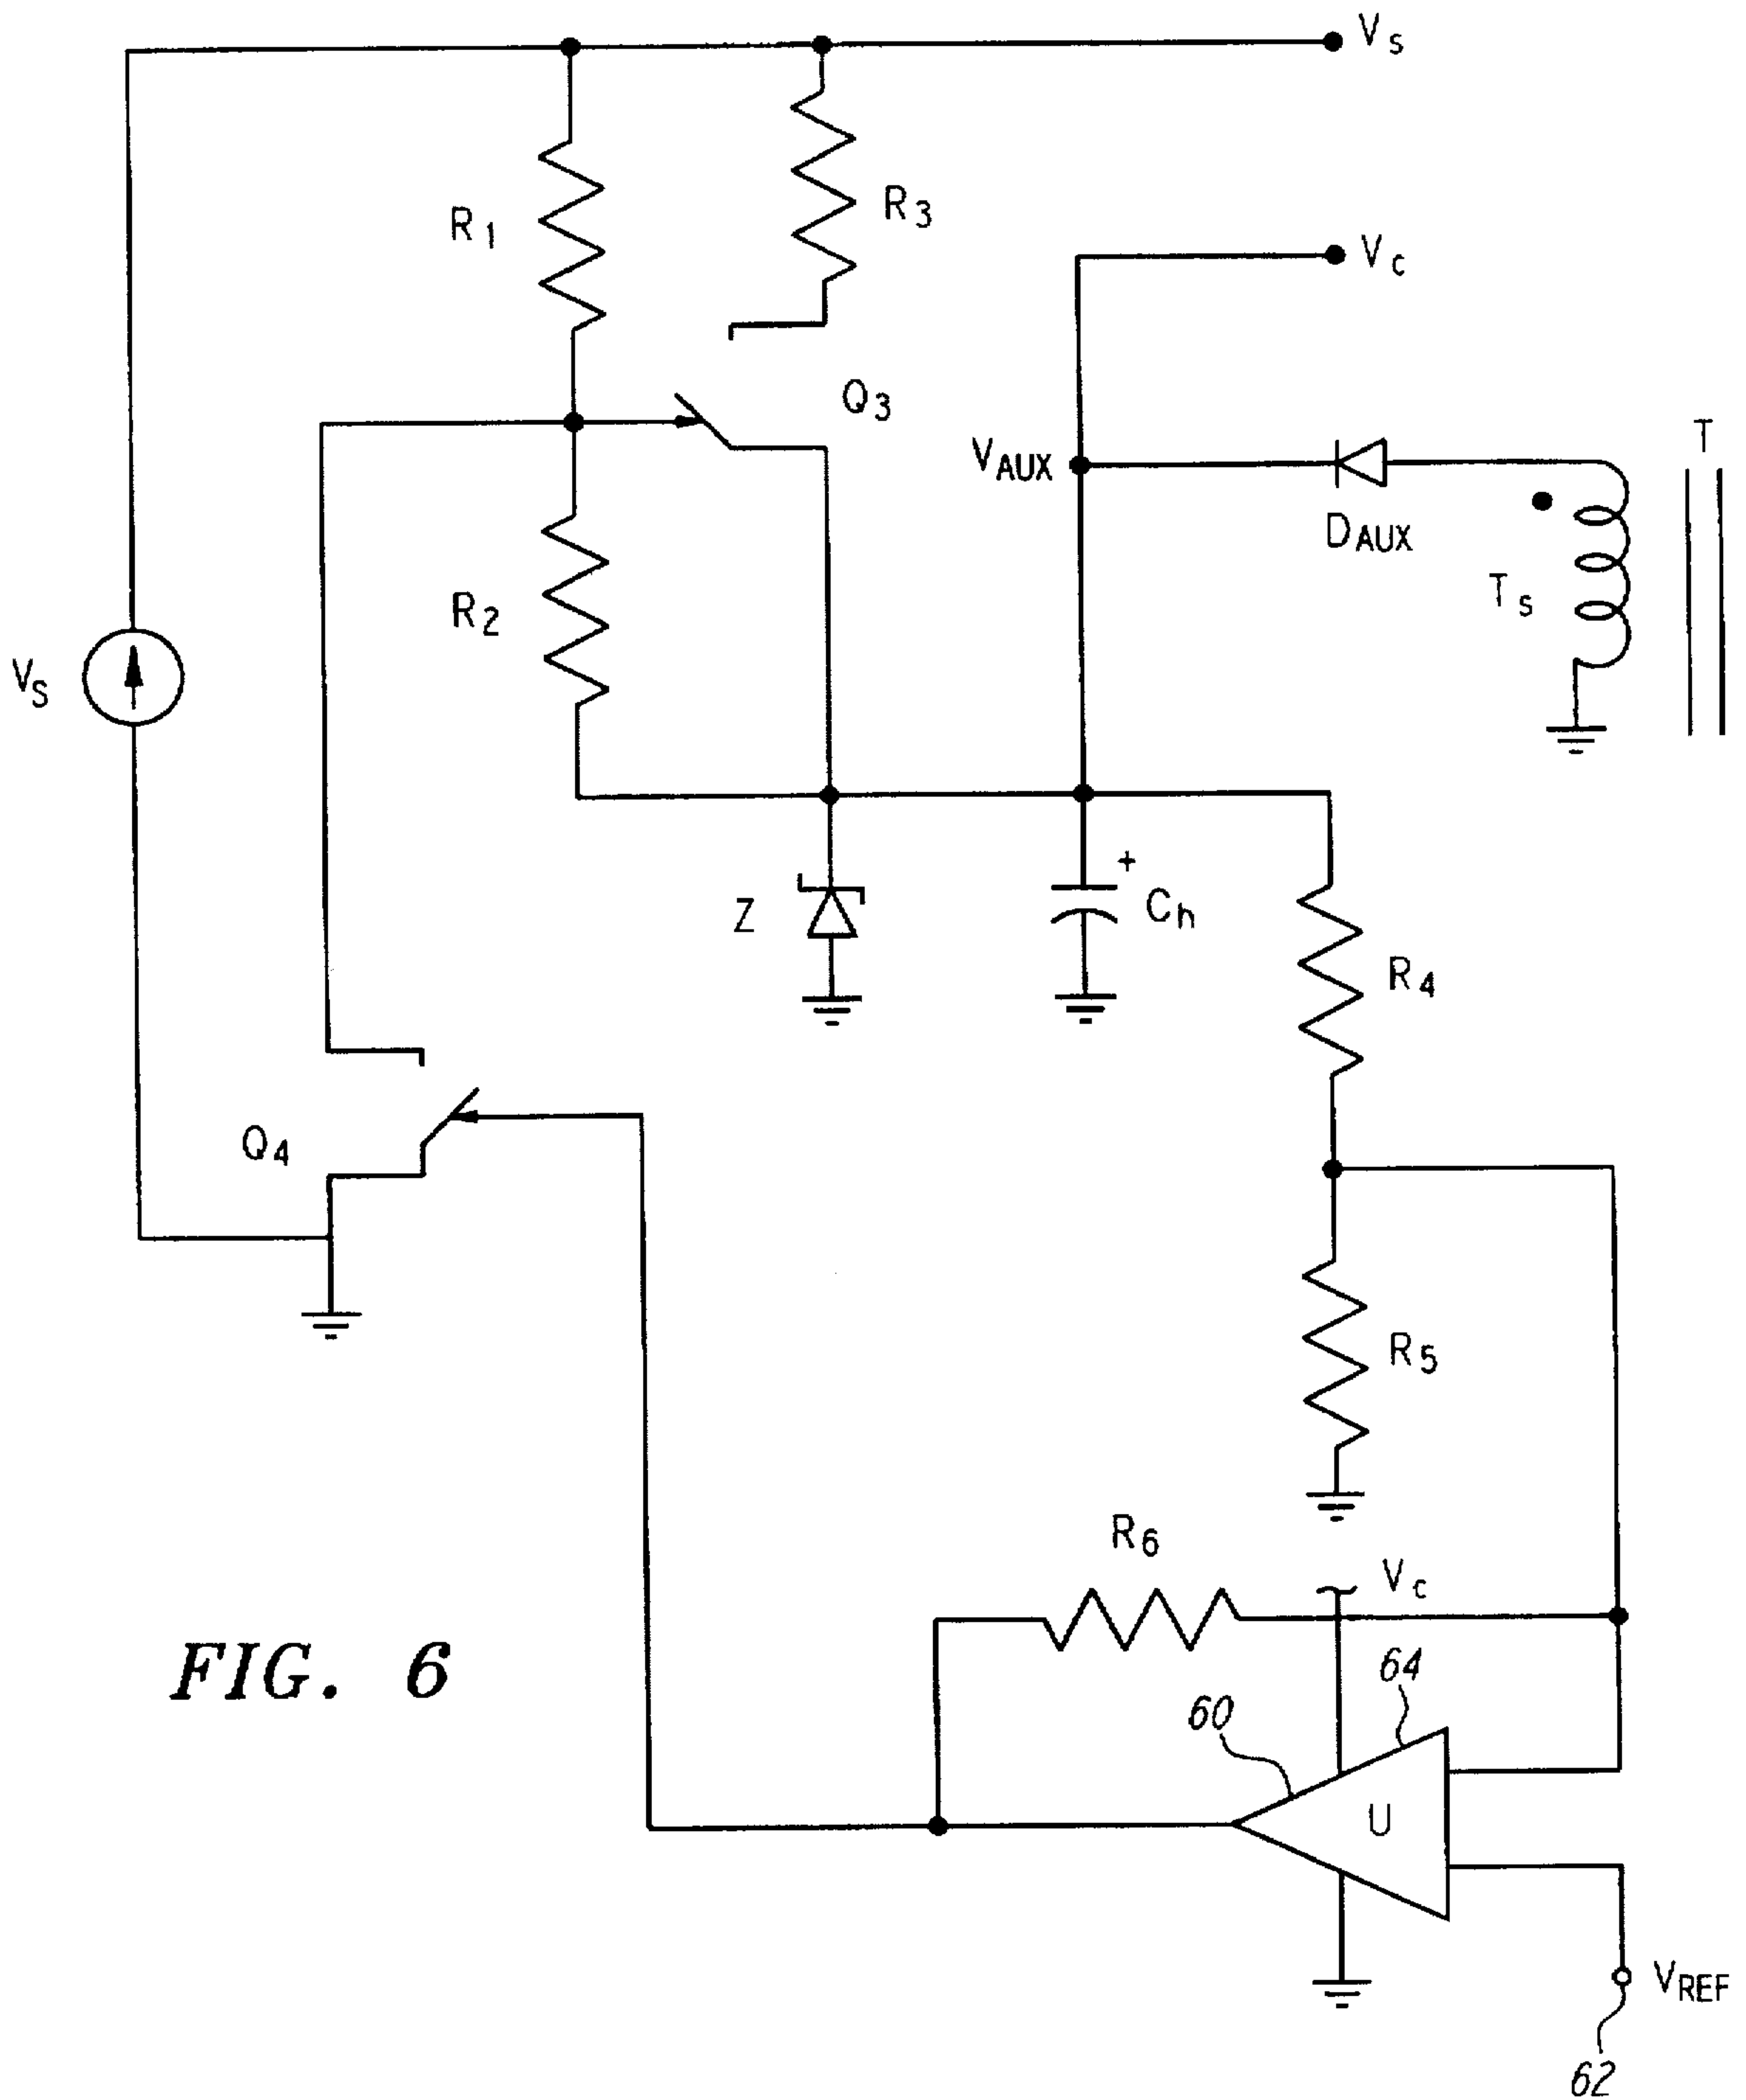 Vs
R1
R3
Vc
Q3
VAUX
T
DAUX
Ts
R2
VS
+
Z
Ch
R4
Q4
R5
R6
Vc
FIG. 6
64
60
U
VREF
62